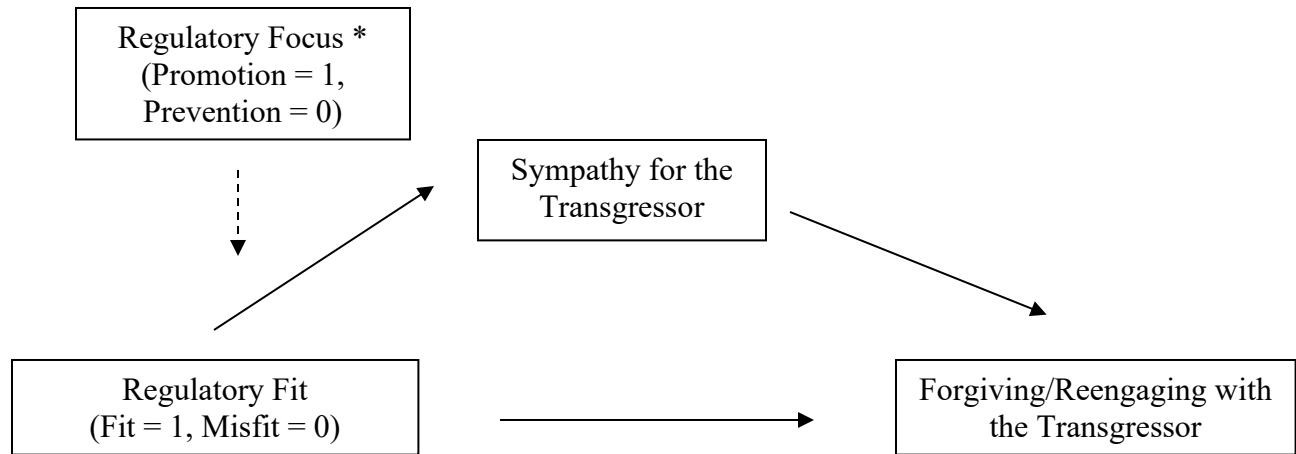 Regulatory Focus *
(Promotion = 1,
Prevention = 0)
Sympathy for the
Transgressor
Regulatory Fit
(Fit = 1, Misfit = 0)
Forgiving/Reengaging with
the Transgressor